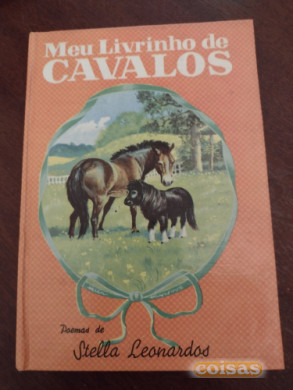 Meu Livrinho de
CAVALOS
Poemas de
Stella Leonardos
coisas